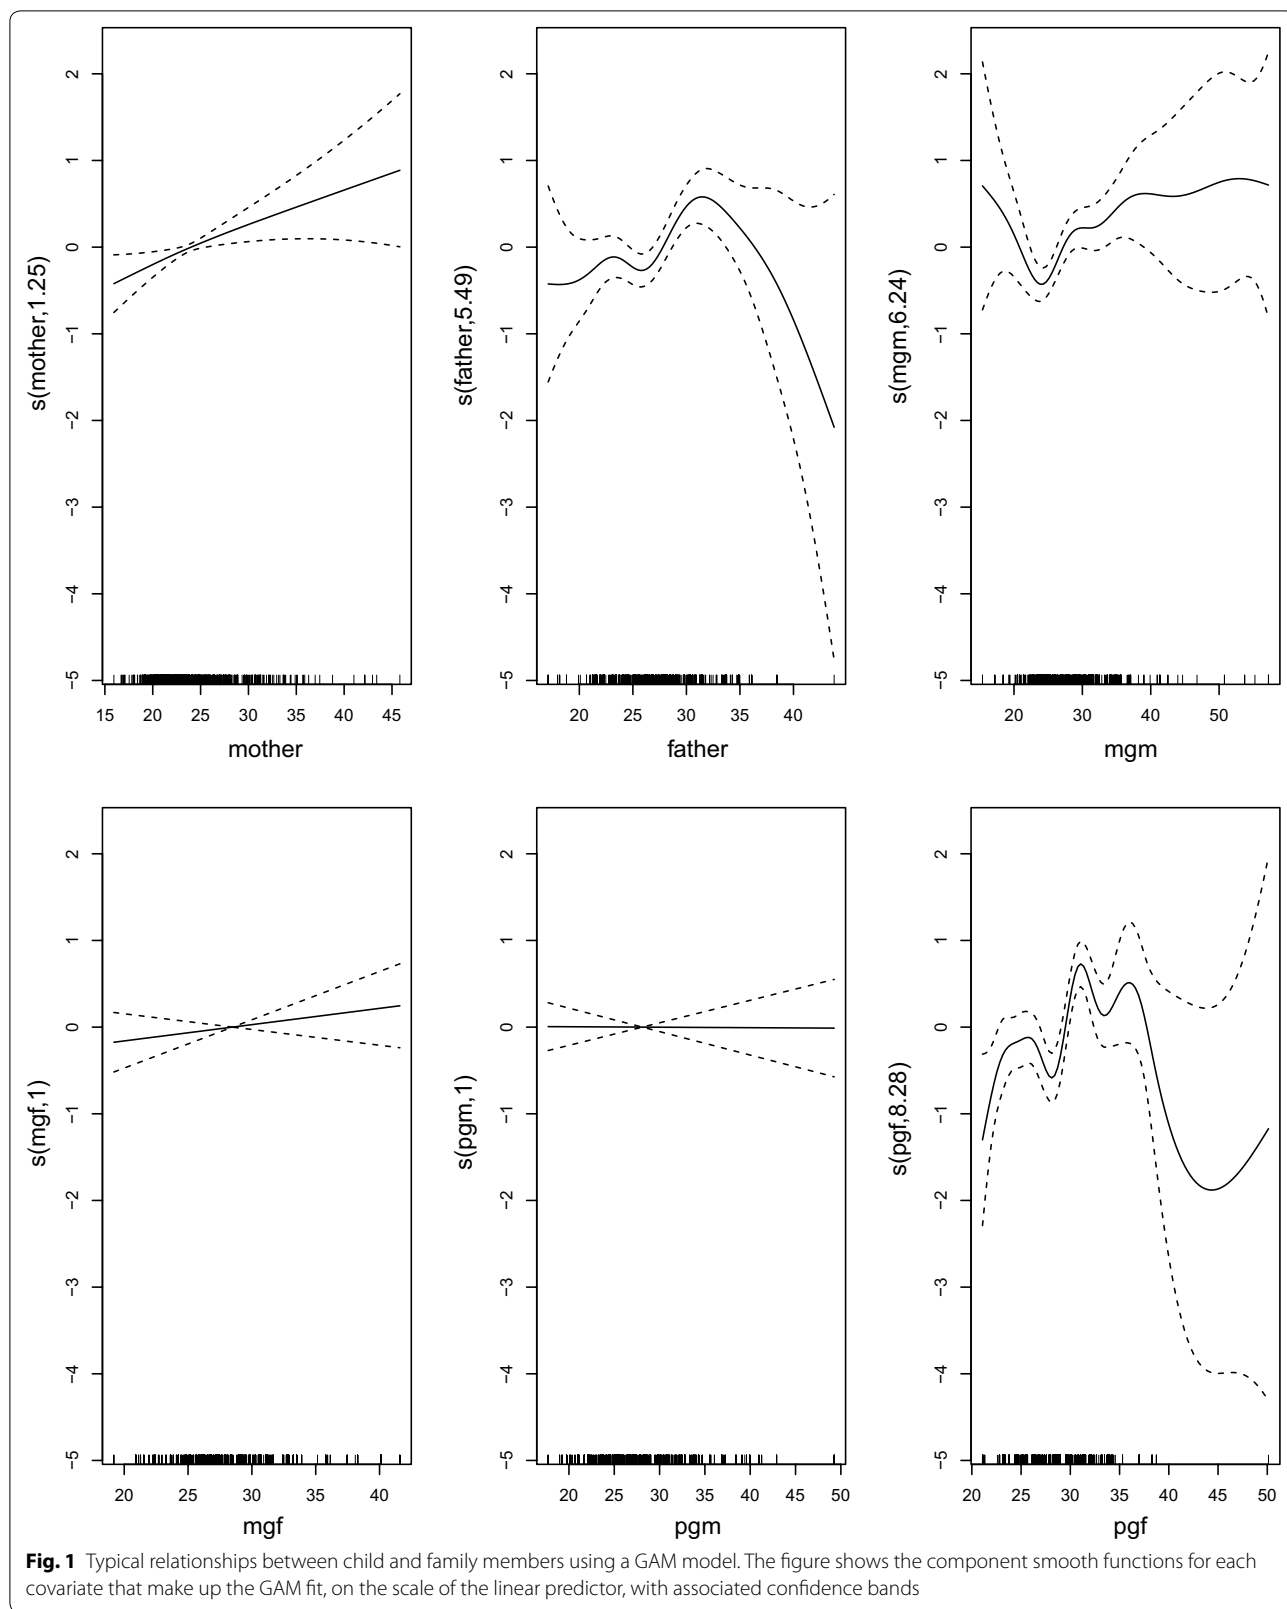 s(mother,1.25)
2
1
0
−1
−2
−3
−4
−5
15 20 25 30 35 40 45
mother
s(father,5.49)
2
1
0
−1
−2
−3
−4
−5
20 25 30 35 40
father
s(mgm,6.24)
2
1
0
−1
−2
−3
−4
−5
20 30 40 50
mgm
s(mgf,1)
2
1
0
−1
−2
−3
−4
−5
20 25 30 35 40
mgf
s(pgm,1)
2
1
0
−1
−2
−3
−4
−5
20 25 30 35 40 45 50
pgm
s(pgf,8.28)
2
1
0
−1
−2
−3
−4
−5
20 25 30 35 40 45 50
pgf
Fig. 1 Typical relationships between child and family members using a GAM model. The figure shows the component smooth functions for each
covariate that make up the GAM fit, on the scale of the linear predictor, with associated confidence bands